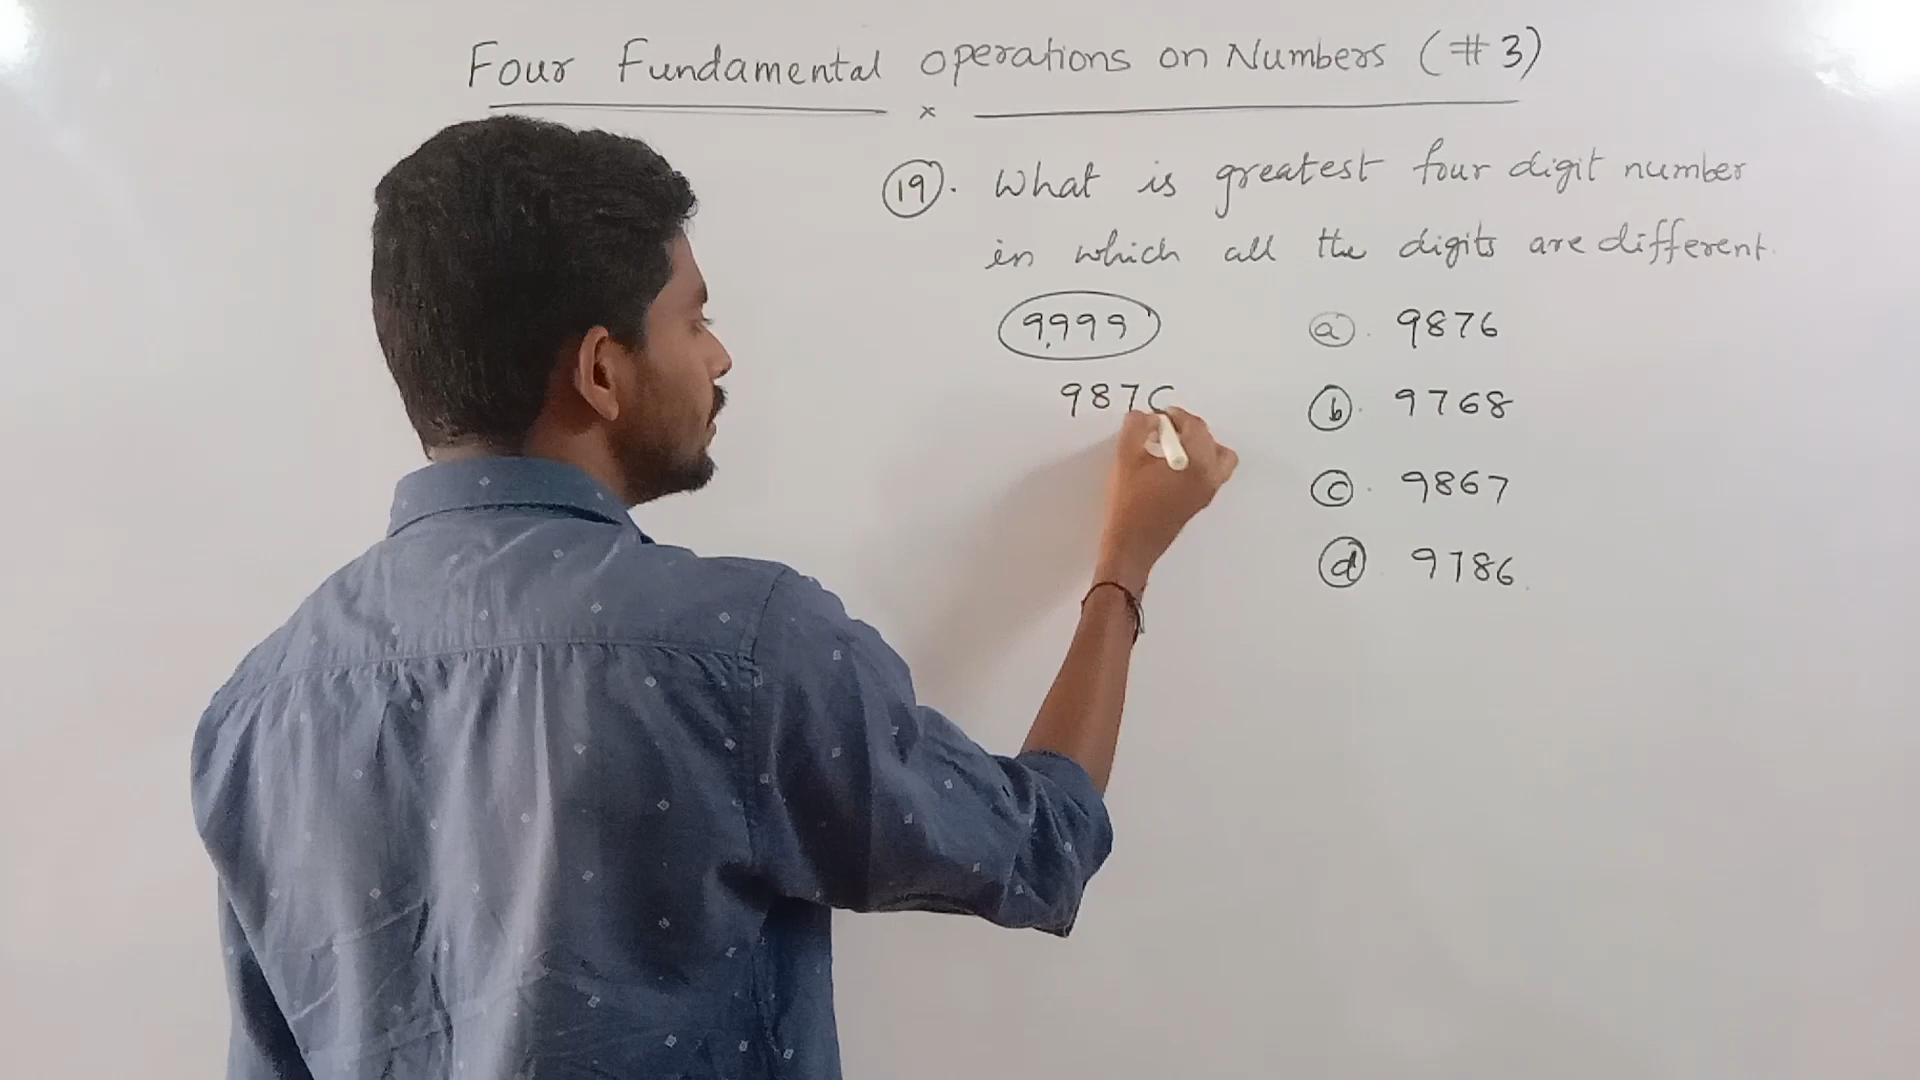 Four Fundamental Operations on Numbers (#3)
x
19. What is greatest four digit number
in which all the digits are different.
9,999
9876
a. 9876
b. 9768
c. 9867
d. 9786.